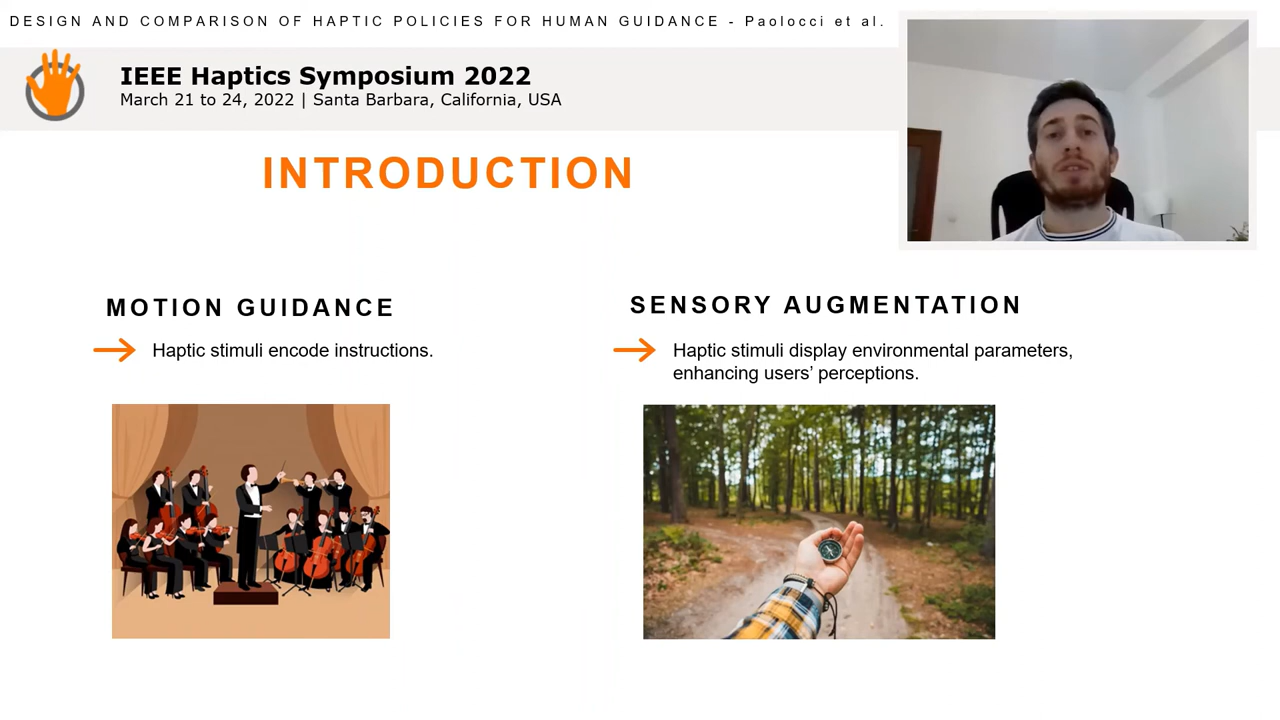 DESIGN AND COMPARISON OF HAPTIC POLICIES FOR HUMAN GUIDANCE - Paolocci et al.
IEEE Haptics Symposium 2022
March 21 to 24, 2022 | Santa Barbara, California, USA
INTRODUCTION
MOTION GUIDANCE
Haptic stimuli encode instructions.
SENSORY AUGMENTATION
Haptic stimuli display environmental parameters,
enhancing users’ perceptions.